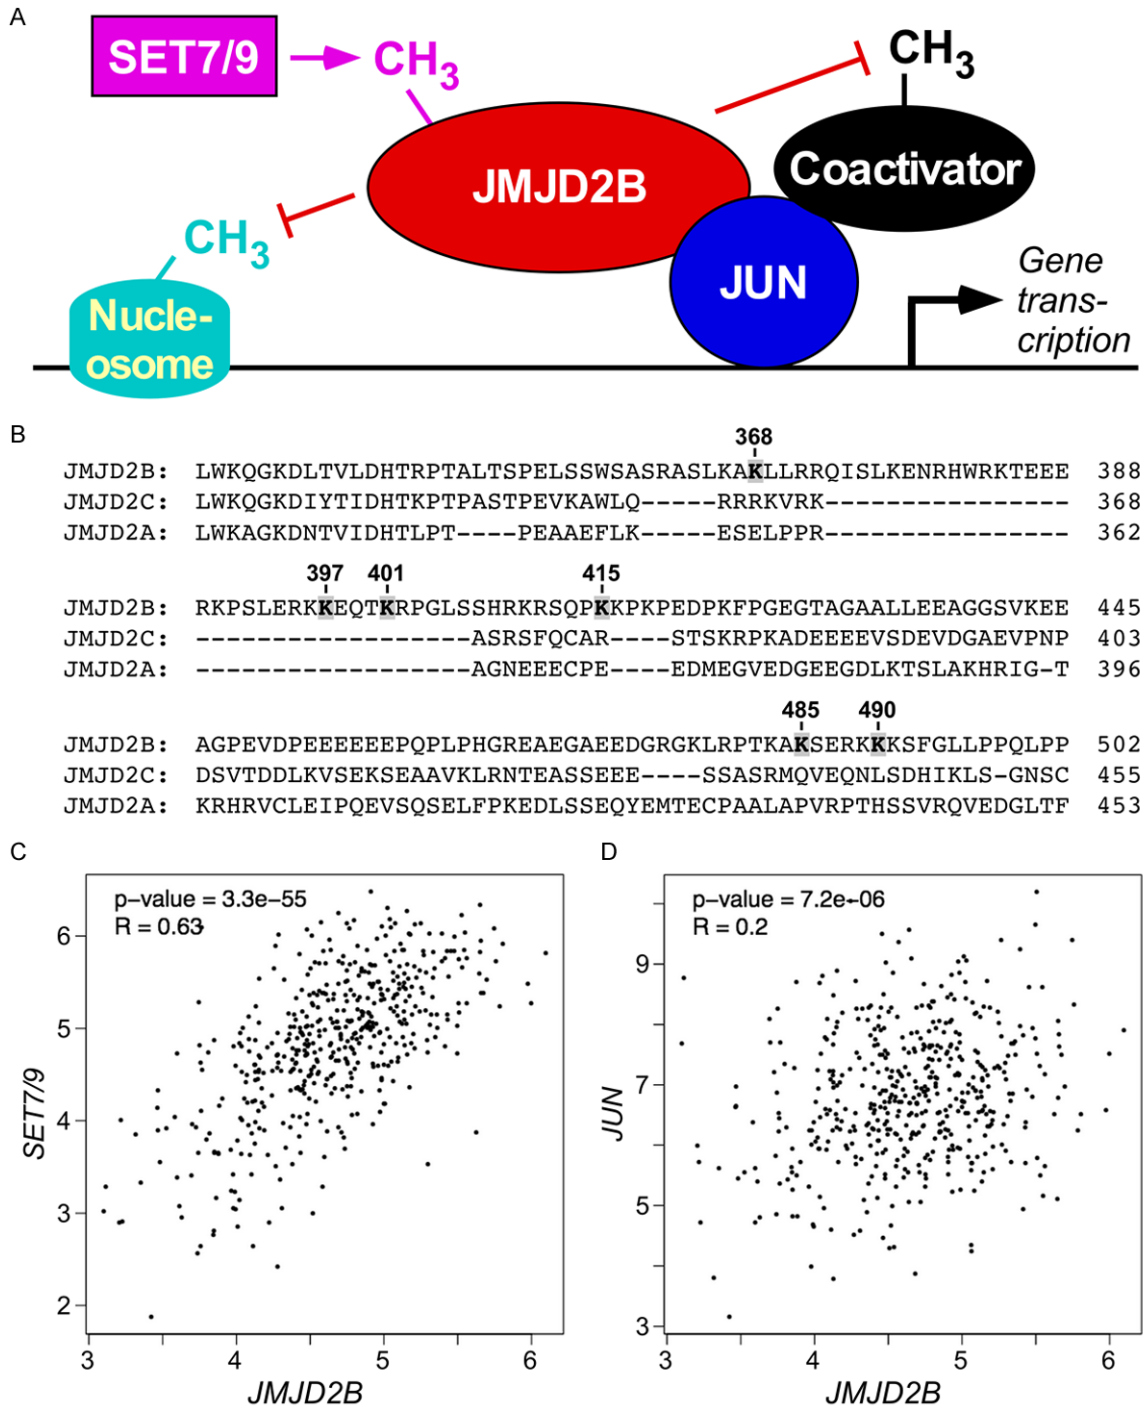 A
SET7/9
CH3
CH3
Coactivator
JMJD2B
CH3
JUN
Gene
trans-
cription
Nucle-
osome
B
368
JMJD2B: LWKQGKDLTVLDHTRPTALTSPELSSWSASRASLKAKLLRRQISLKENRHWRKTEEE 388
JMJD2C: LWKQGKDIYTIDHTKPTPASTPEVKAWLQ-----RRRKVRK---------------- 368
JMJD2A: LWKAGKDNTVIDHTLPT----PEAAEFLK-----ESELPPR---------------- 362
397 401 415
JMJD2B: RKPSLERKKEQTKRPGLSSHRKRSQPKKPKPEDPKFPGEGTAGAALLEEAGGSVKEE 445
JMJD2C: ------------------ASRSFQCAR----STSKRPKADEEEEVSDEVDGAEVPNP 403
JMJD2A: ------------------AGNEEECPE----EDMEGVEDGEEGDLKTSLAKHRIG-T 396
485 490
JMJD2B: AGPEVDPEEEEEEPQPLPHGREAEGAEEDGRGKLRPTKAKSERKKKSFGLLPPQLPP 502
JMJD2C: DSVTDDLKVSEKSEAAVKLRNTEASSEEE----SSASRMQVEQNLSDHIKLS-GNSC 455
JMJD2A: KRHRVCLEIPQEVSQSELFPKEDLSSEQYEMTECPAALAPVRPTHSSVRQVEDGLTF 453
C
p-value = 3.3e-55
R = 0.63
6
5
4
3
2
SET7/9
3 4 5 6
JMJD2B
D
p-value = 7.2e-06
R = 0.2
9
7
5
3
JUN
3 4 5 6
JMJD2B